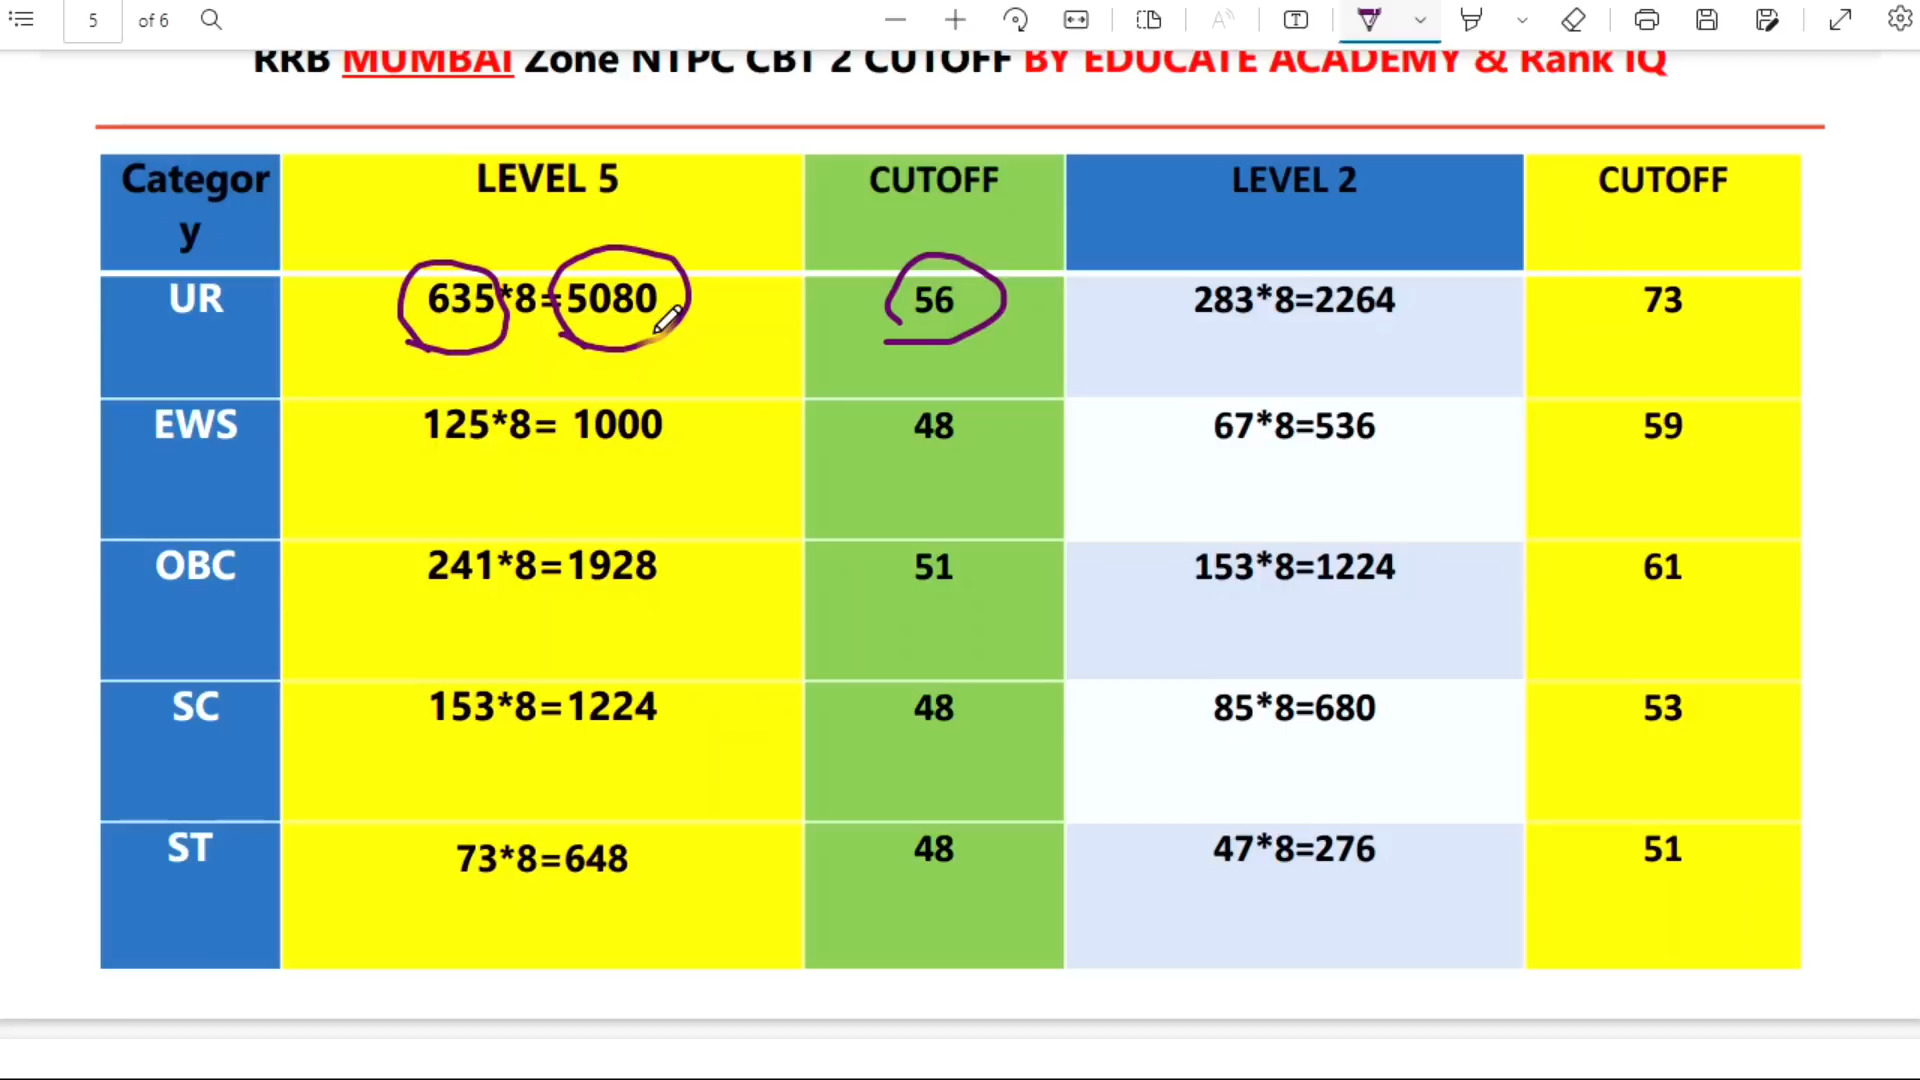 5 of 6
RRB MUMBAI Zone NTPC CBT 2 CUTOFF BY EDUCATE ACADEMY & Rank IQ
Categor
y
LEVEL 5
CUTOFF
LEVEL 2
CUTOFF
UR 635*8=5080 56 283*8=2264 73
EWS 125*8= 1000 48 67*8=536 59
OBC 241*8=1928 51 153*8=1224 61
SC 153*8=1224 48 85*8=680 53
ST 73*8=648 48 47*8=276 51